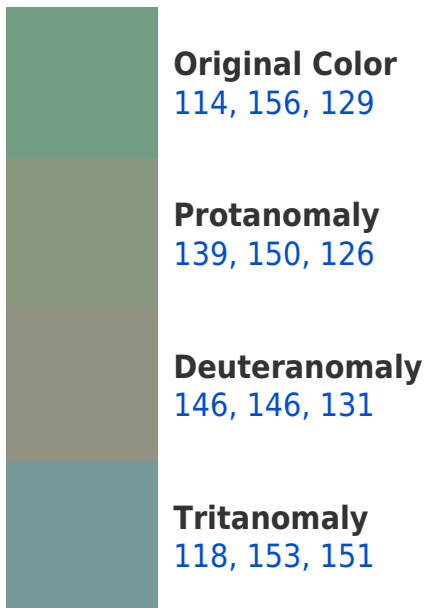 Original Color
114, 156, 129
Protanomaly
139, 150, 126
Deuteranomaly
146, 146, 131
Tritanomaly
118, 153, 151